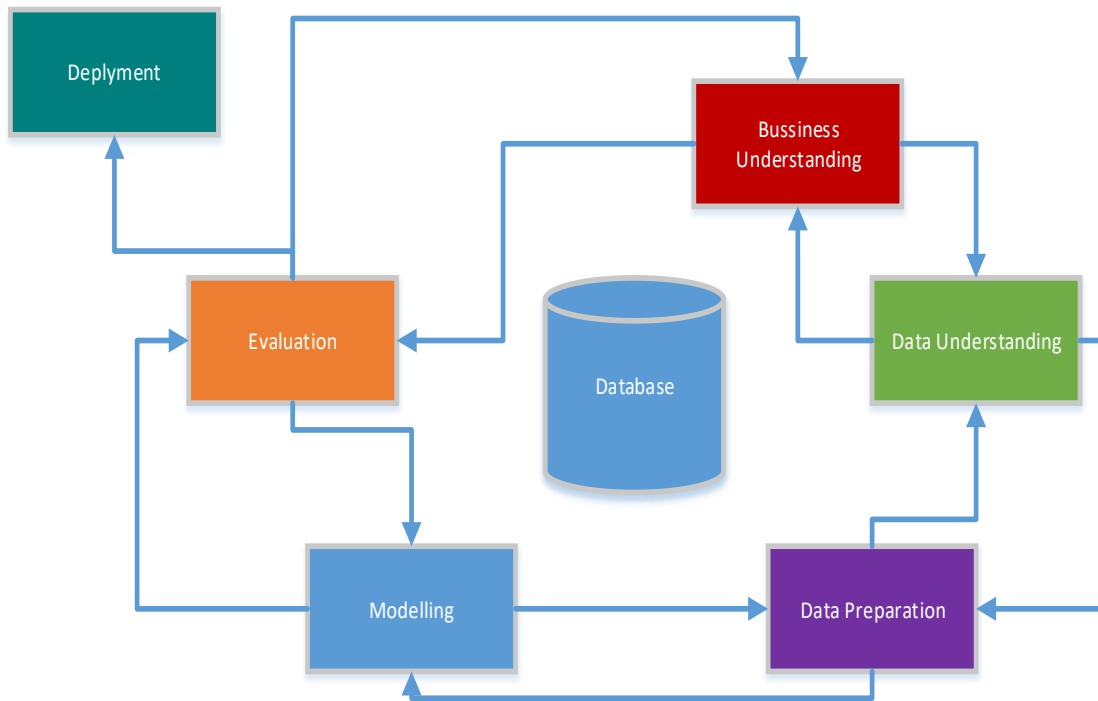 Deplyment
Bussiness
Understanding
Evaluation
Database
Data Understanding
Modelling
Data Preparation